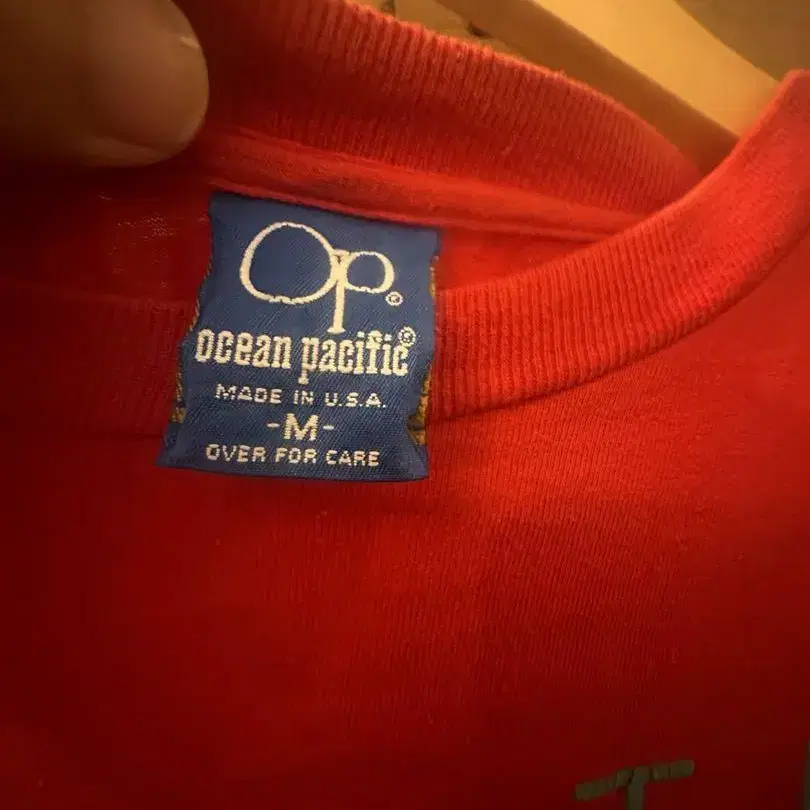 Op®
ocean pacific®
MADE IN U.S.A.
-M-
OVER FOR CARE
T